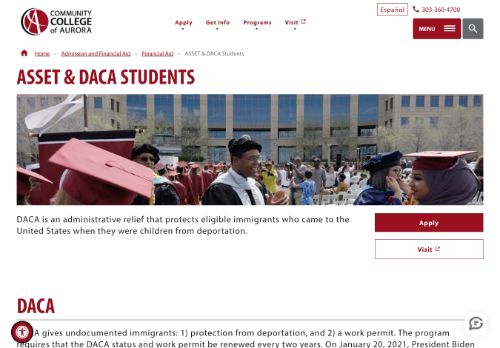 COMMUNITY
COLLEGE
of AURORA
Apply
Get Info
Programs
Visit
Español
303-360-4700
MENU
Home – Admission and Financial Aid – Financial Aid – ASSET & DACA Students
ASSET & DACA STUDENTS
DACA is an administrative relief that protects eligible immigrants who came to the
United States when they were children from deportation.
Apply
Visit
DACA
gives undocumented immigrants: 1) protection from deportation, and 2) a work permit. The program
requires that the DACA status and work permit be renewed every two years. On January 20, 2021, President Biden